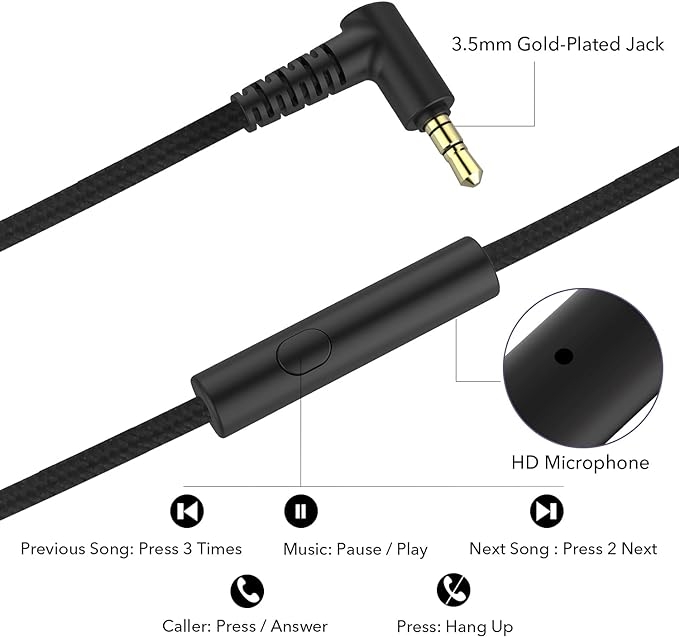 3.5mm Gold-Plated Jack
HD Microphone
Previous Song: Press 3 Times
Music: Pause / Play
Next Song : Press 2 Next
Caller: Press / Answer
Press: Hang Up